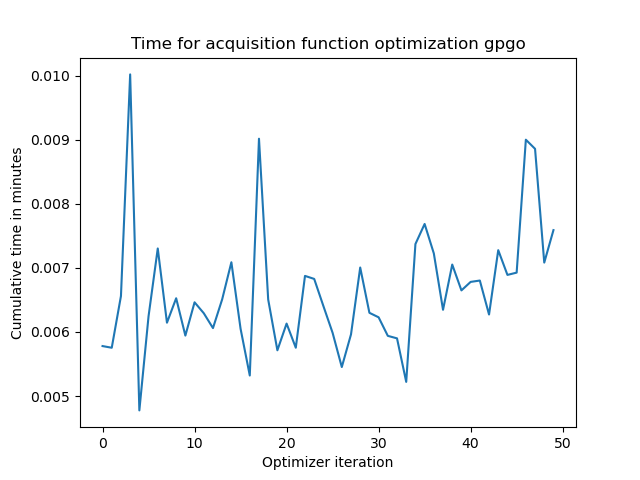 Time for acquisition function optimization gpgo
0.010
0.009
0.008
0.007
0.006
0.005
Cumulative time in minutes
0 10 20 30 40 50
Optimizer iteration